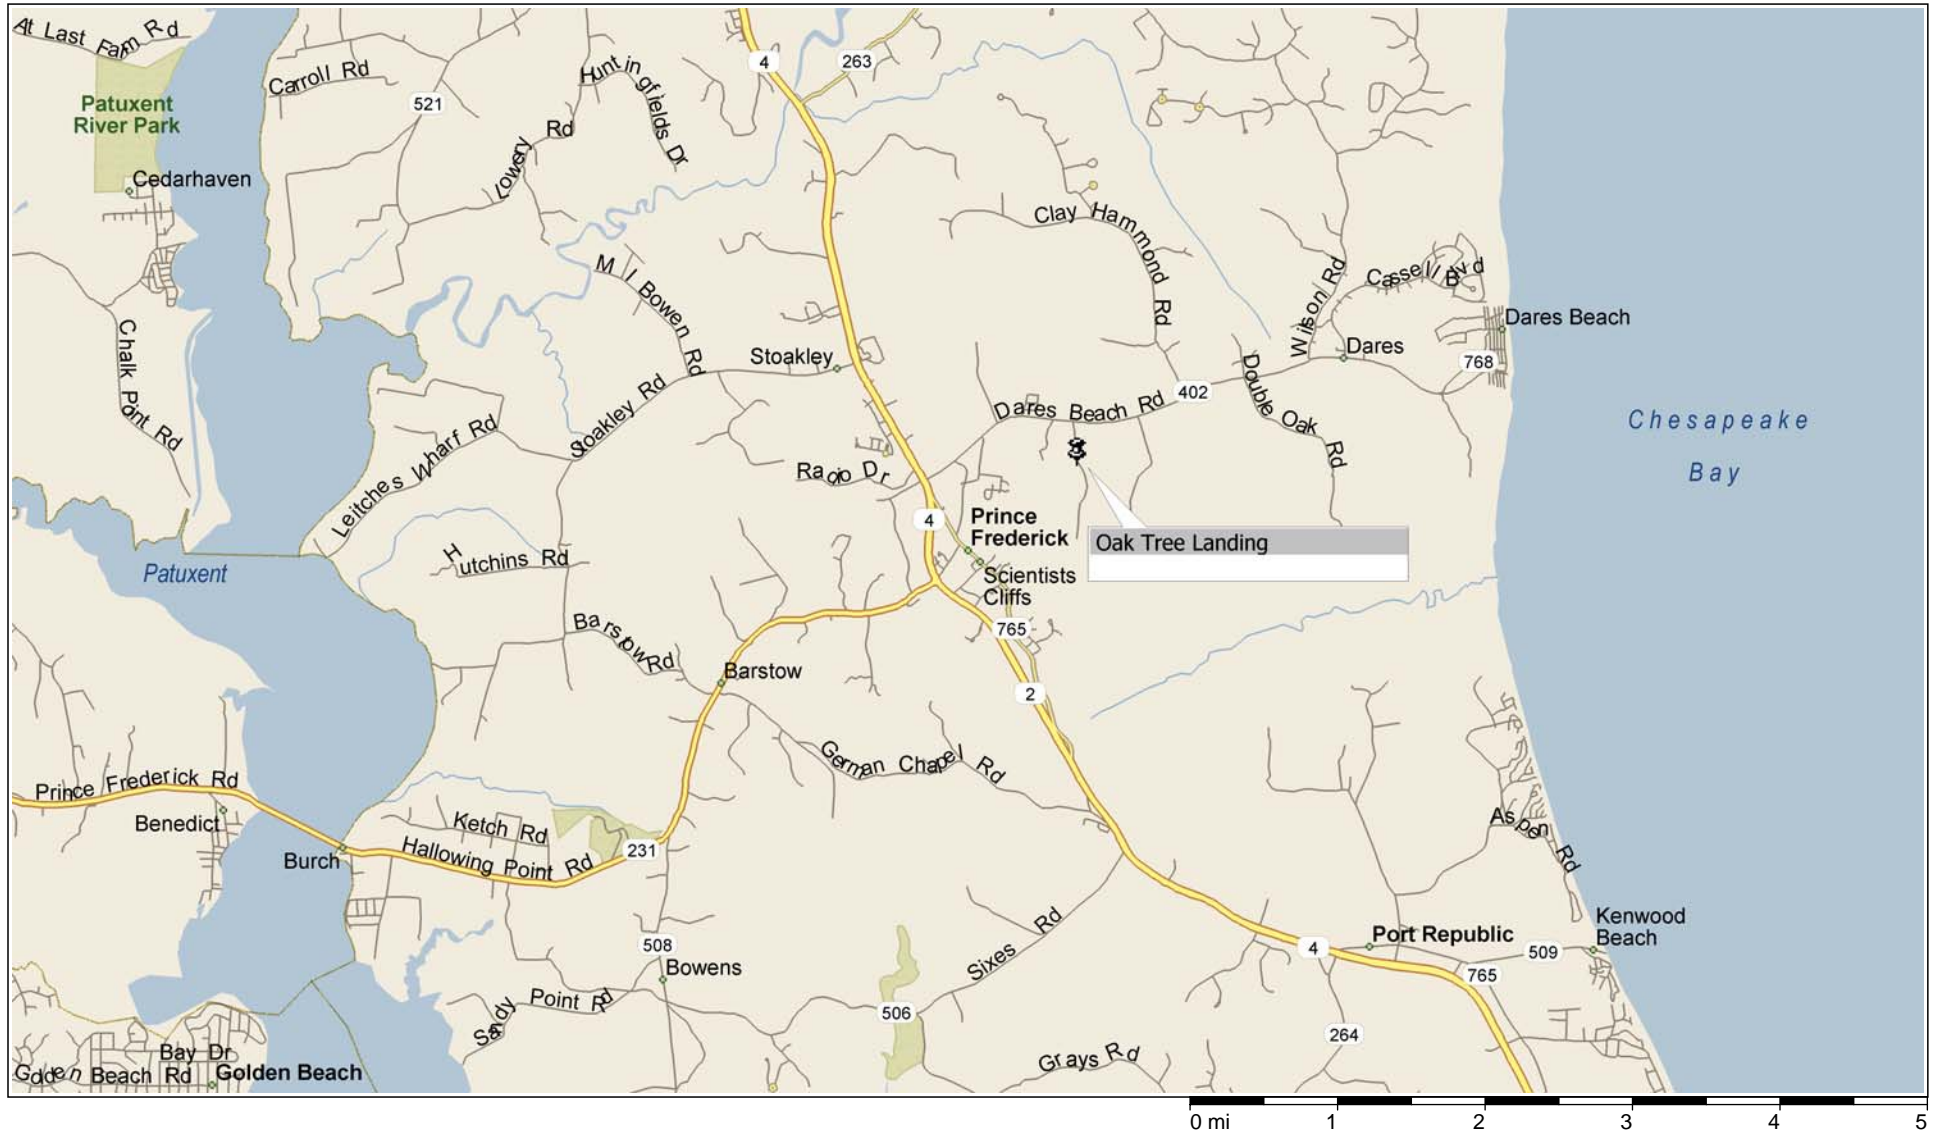 At Last Farm Rd
Carroll Rd
521
Huntingfields Dr
4
263
Patuxent
River Park
Lowery Rd
Cedarhaven
Clay Hammond Rd
M I Bowen Rd
Wilson Rd
Cassell Blvd
Dares Beach
Chalk Point Rd
Stoakley
Dares
768
402
Double Oak Rd
Stoakley Rd
Dares Beach Rd
Leitches Wharf Rd
Chesapeake
Bay
Radio Dr
4
Prince
Frederick
Oak Tree Landing
Hutchins Rd
Patuxent
Scientists
Cliffs
Barstow Rd
765
Barstow
2
German Chapel Rd
Prince Frederick Rd
Benedict
Ketch Rd
Aspen Rd
Burch
Hallowing Point Rd
231
Kenwood
Beach
Sixes Rd
508
Port Republic
4
509
Bowens
765
Sandy Point Rd
506
264
Bay Dr
Grays Rd
Golden Beach Rd
Golden Beach
0 mi 1 2 3 4 5